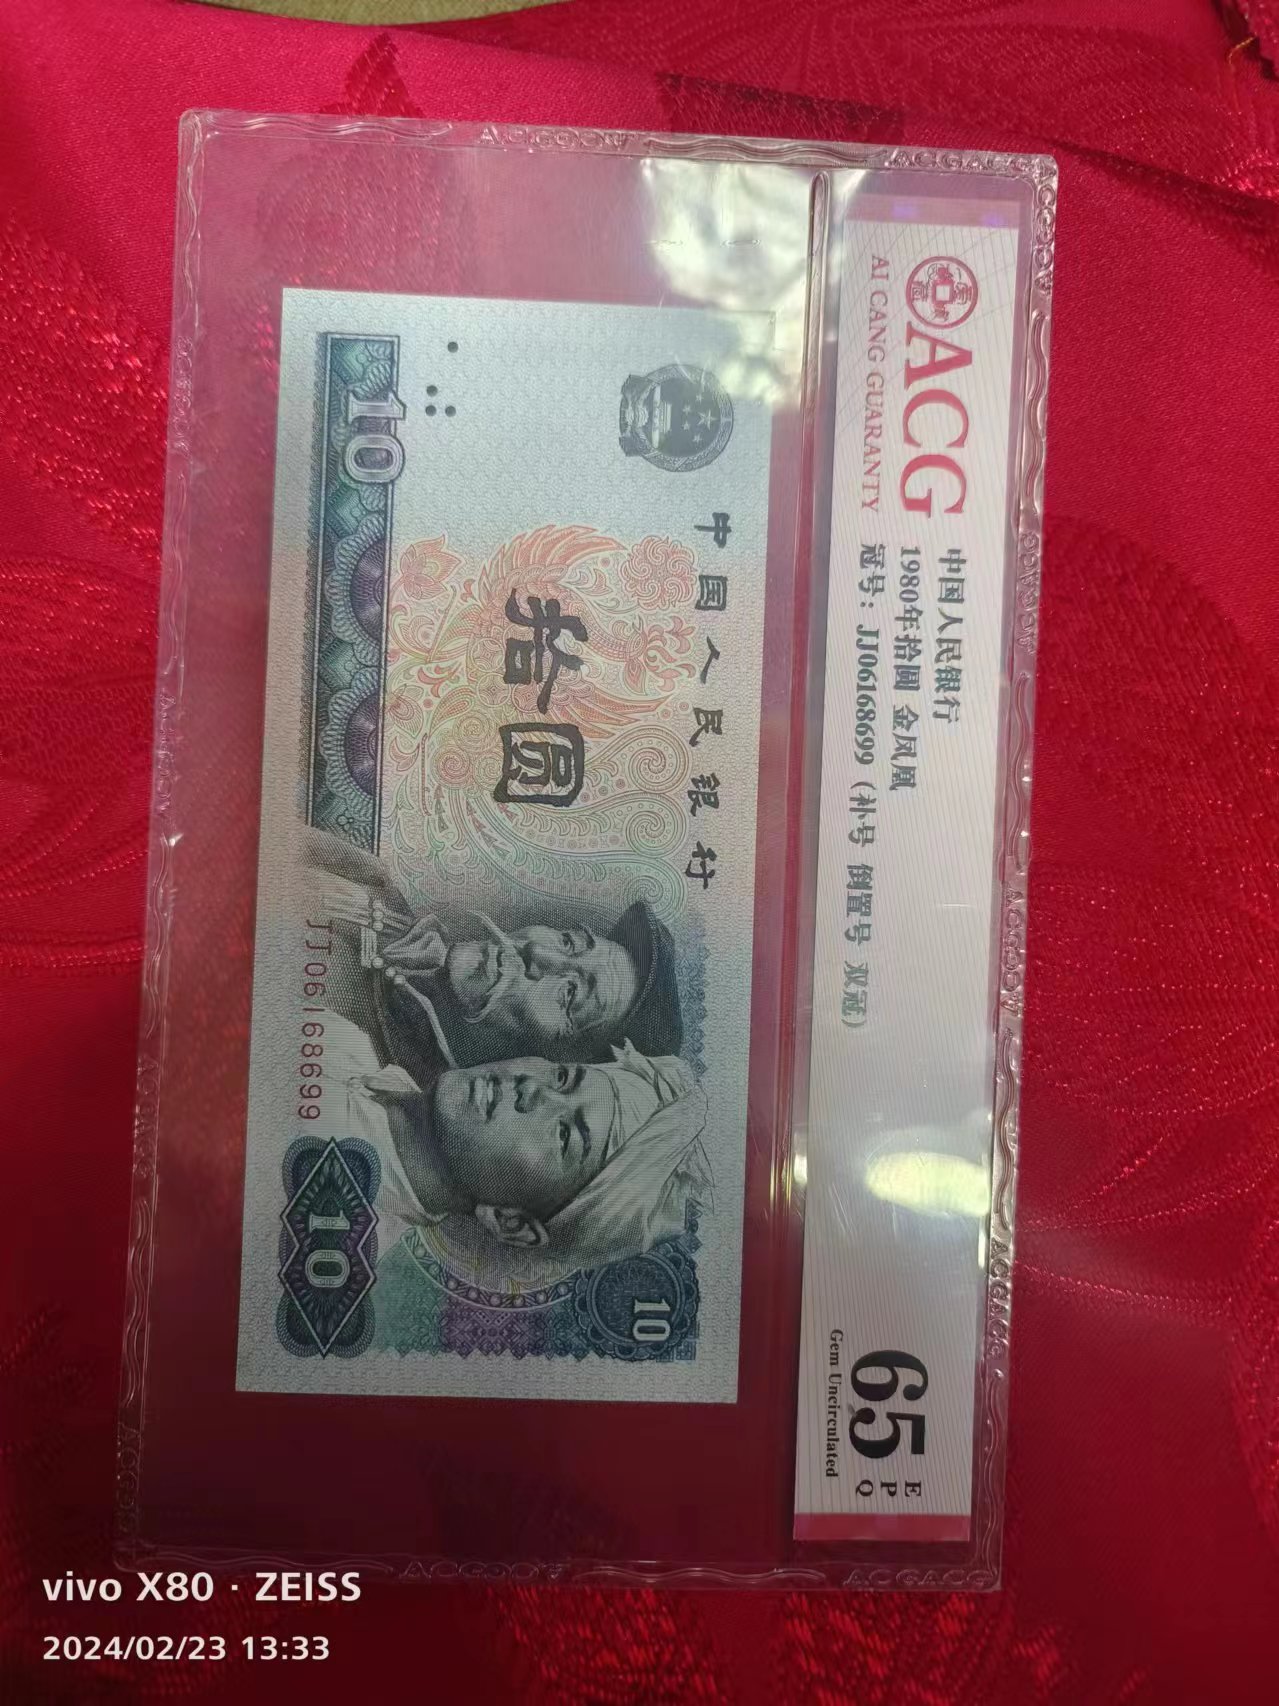 ACG
AI CANG GUARANTY
中国人民银行
1980年拾圆 金凤凰
冠号: JJ06168699 (补号 倒置号 双冠)
65
E
P
Q
Gem Uncirculated
中国人民银行
拾圆
10
JJ06168699
10
10
vivo X80 · ZEISS
2024/02/23 13:33